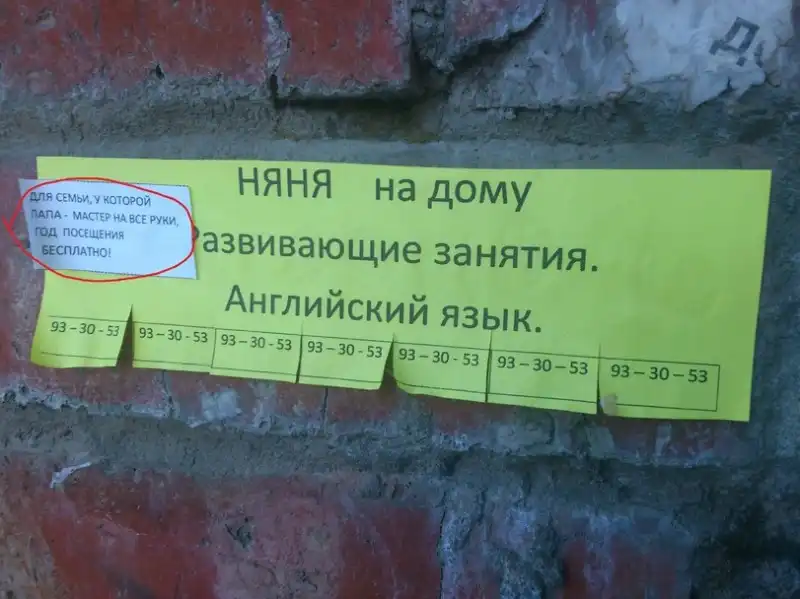 Д
НЯНЯ на дому
Развивающие занятия.
Английский язык.
ДЛЯ СЕМЬИ, У КОТОРОЙ
ПАПА - МАСТЕР НА ВСЕ РУКИ,
ГОД ПОСЕЩЕНИЯ
БЕСПЛАТНО!
93 – 30 - 53
93 – 30 - 53
93 – 30 - 53
93 – 30 - 53
93 – 30 - 53
93 – 30 – 53
93 – 30 – 53